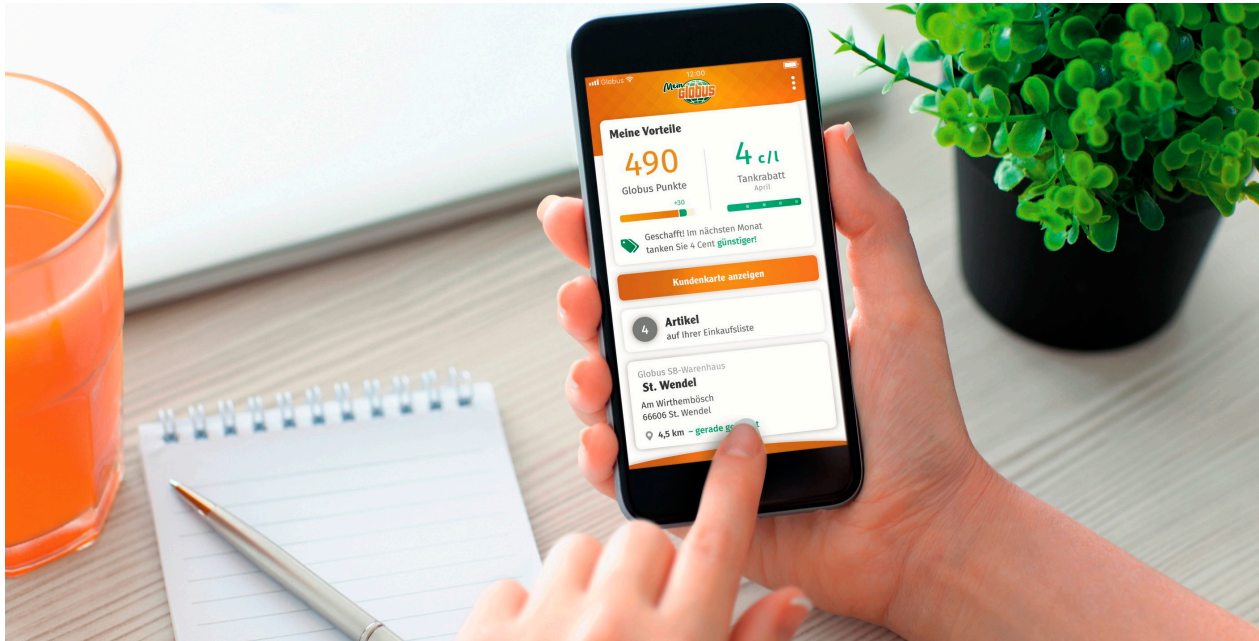 Globus 12:00
Mein
GLOBUS
Meine Vorteile
490
Globus Punkte
+30
4 c/l
Tankrabatt
April
Geschafft! Im nächsten Monat
tanken Sie 4 Cent günstiger!
Kundenkarte anzeigen
4 Artikel
auf Ihrer Einkaufsliste
Globus SB-Warenhaus
St. Wendel
Am Wirthembösch
66606 St. Wendel
4,5 km – gerade